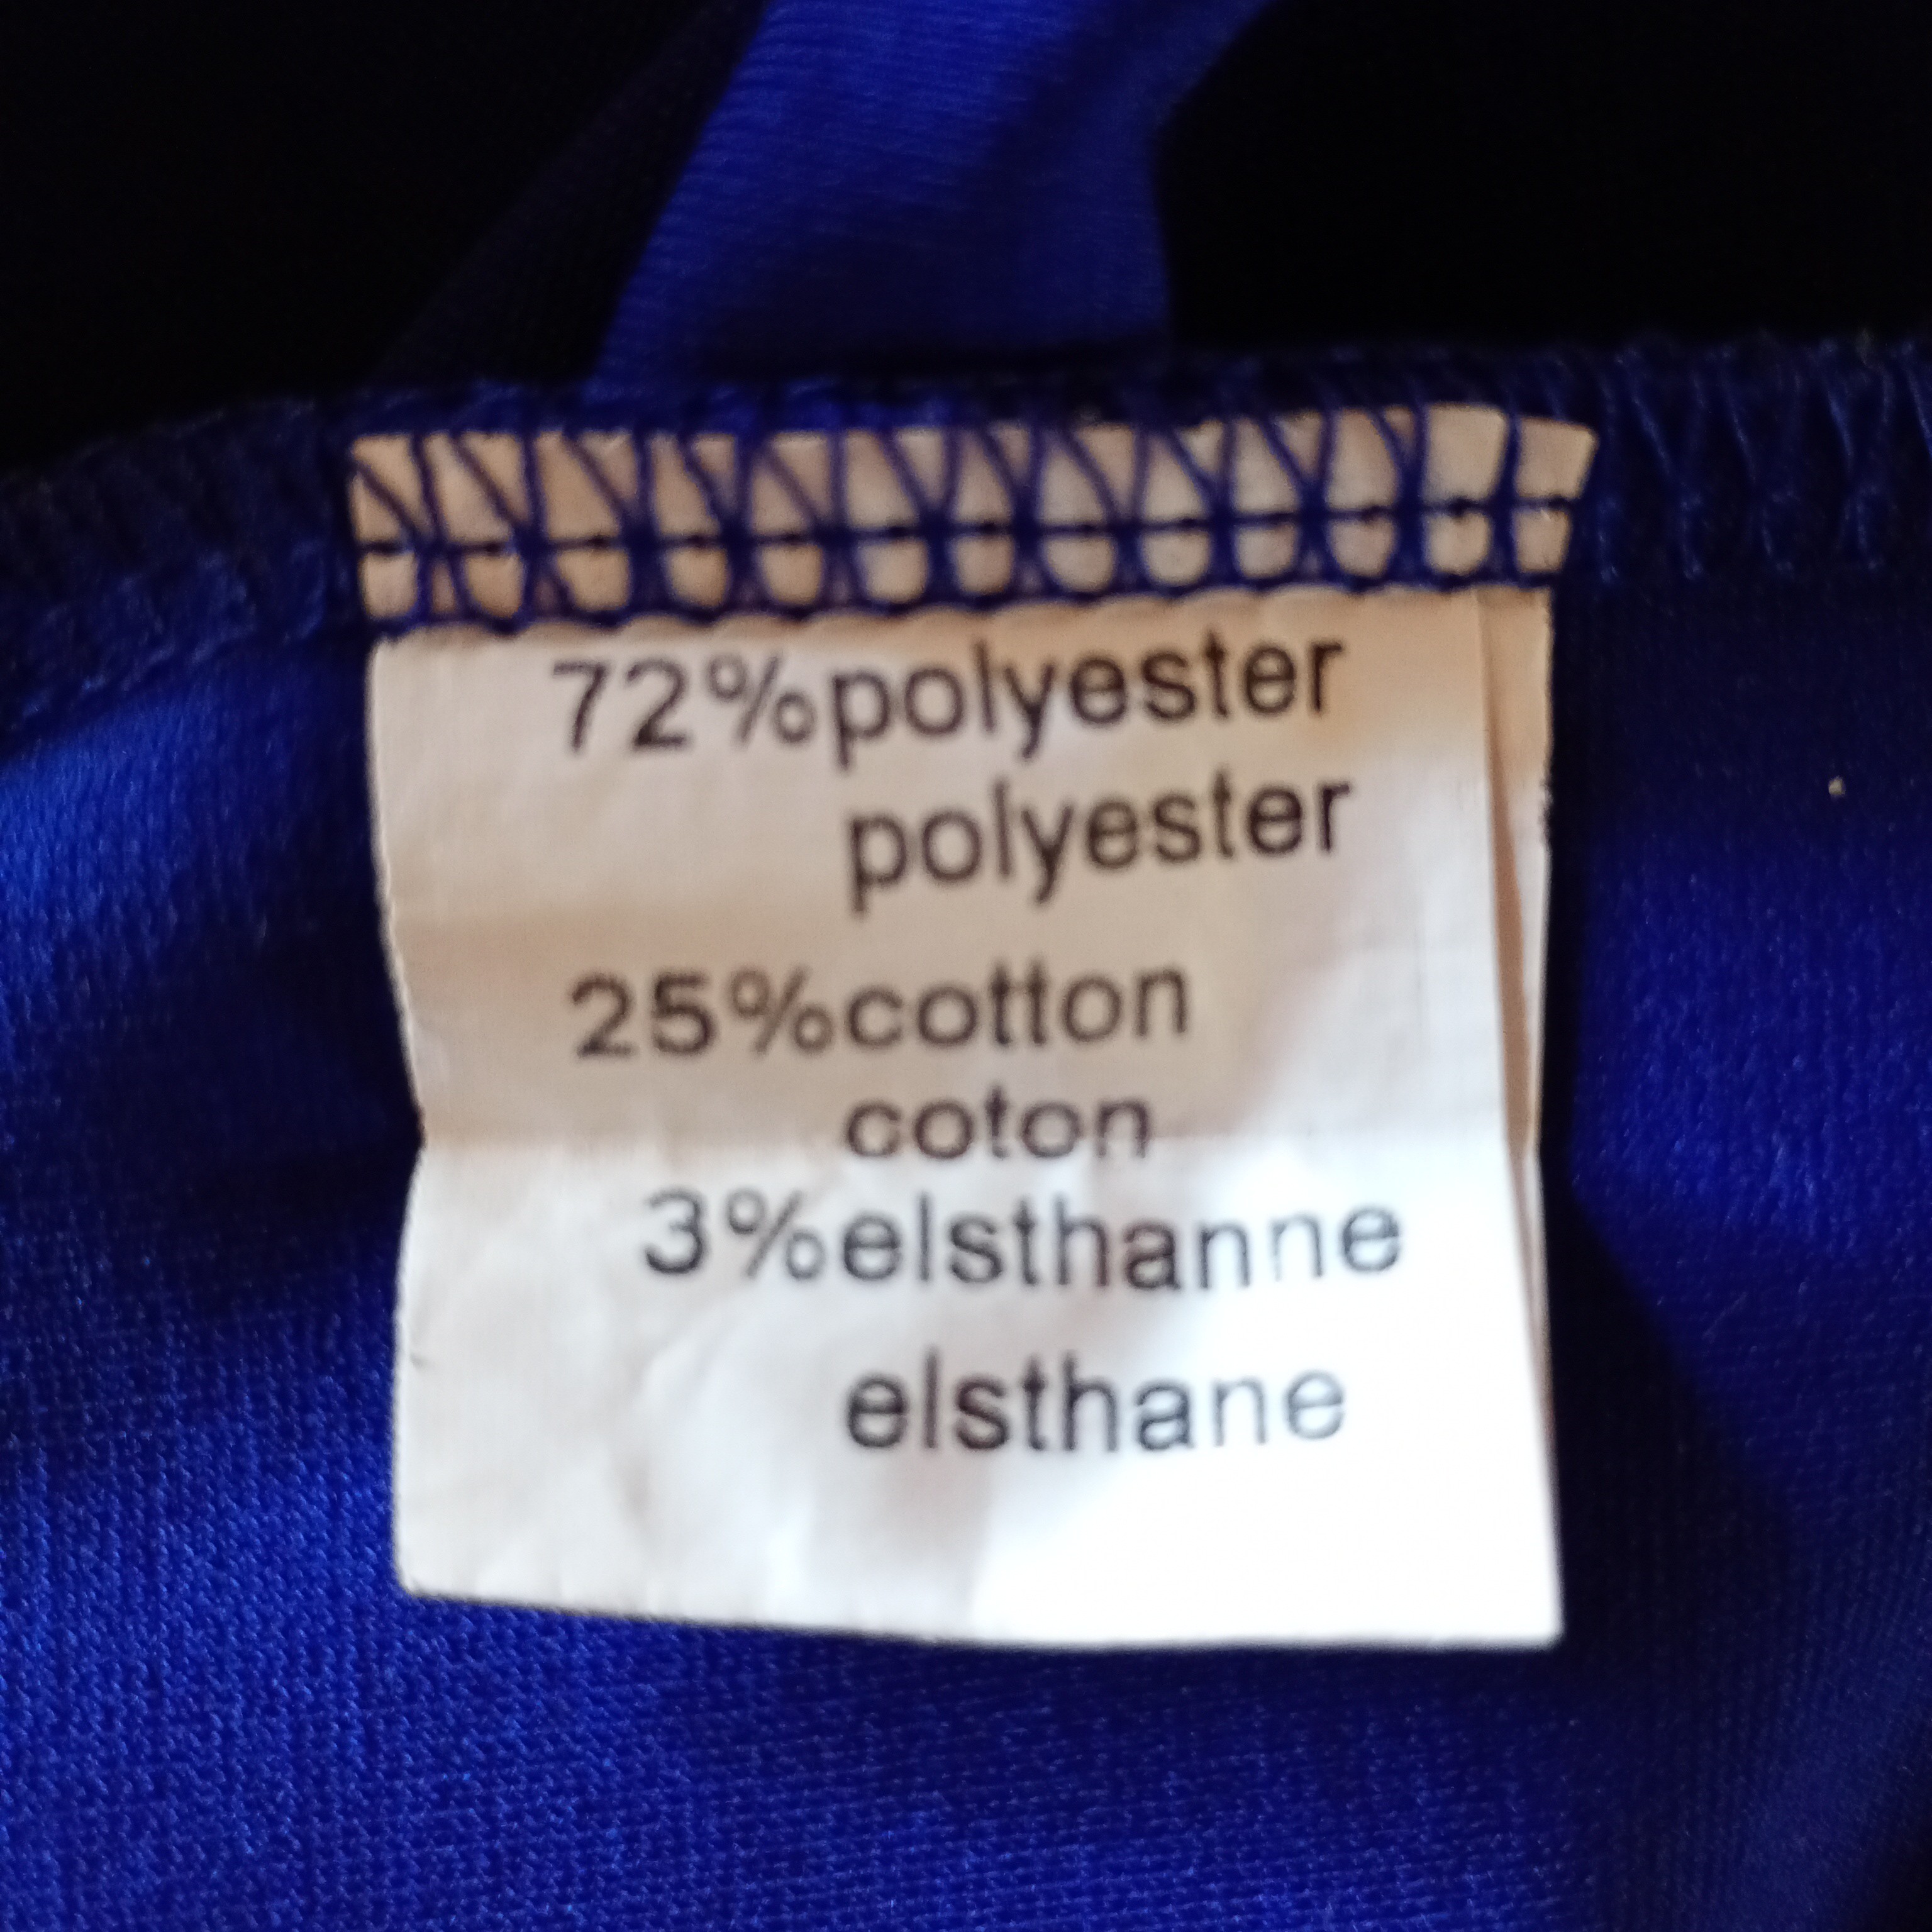 72%polyester
polyester
25%cotton
coton
3%elsthanne
elsthane